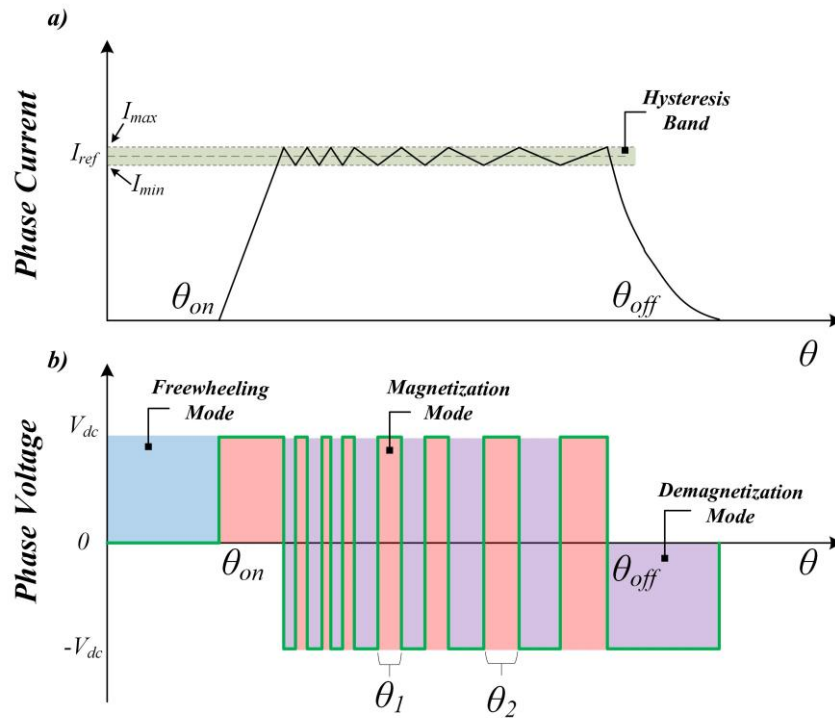 a)
Phase Current
I_max
I_ref
I_min
Hysteresis
Band
θ_on
θ_off
θ
b)
Phase Voltage
Freewheeling
Mode
Magnetization
Mode
V_dc
Demagnetization
Mode
0
θ_on
θ_off
θ
-V_dc
θ_1
θ_2